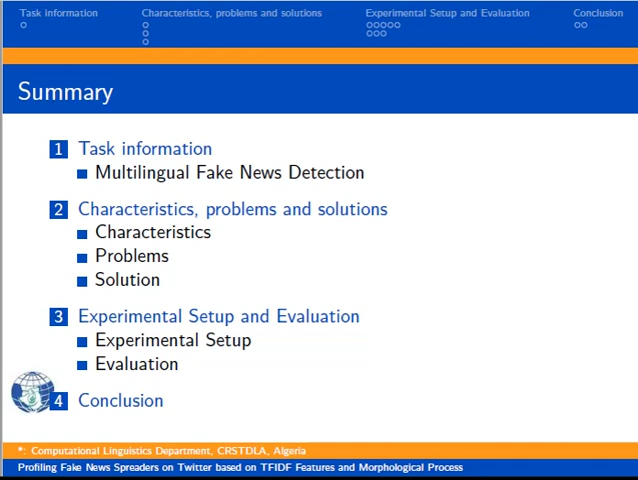 Task information
Characteristics, problems and solutions
Experimental Setup and Evaluation
Conclusion
Summary
1 Task information
Multilingual Fake News Detection
2 Characteristics, problems and solutions
Characteristics
Problems
Solution
3 Experimental Setup and Evaluation
Experimental Setup
Evaluation
4 Conclusion
*: Computational Linguistics Department, CRSTDLA, Algeria
Profiling Fake News Spreaders on Twitter based on TFIDF Features and Morphological Process